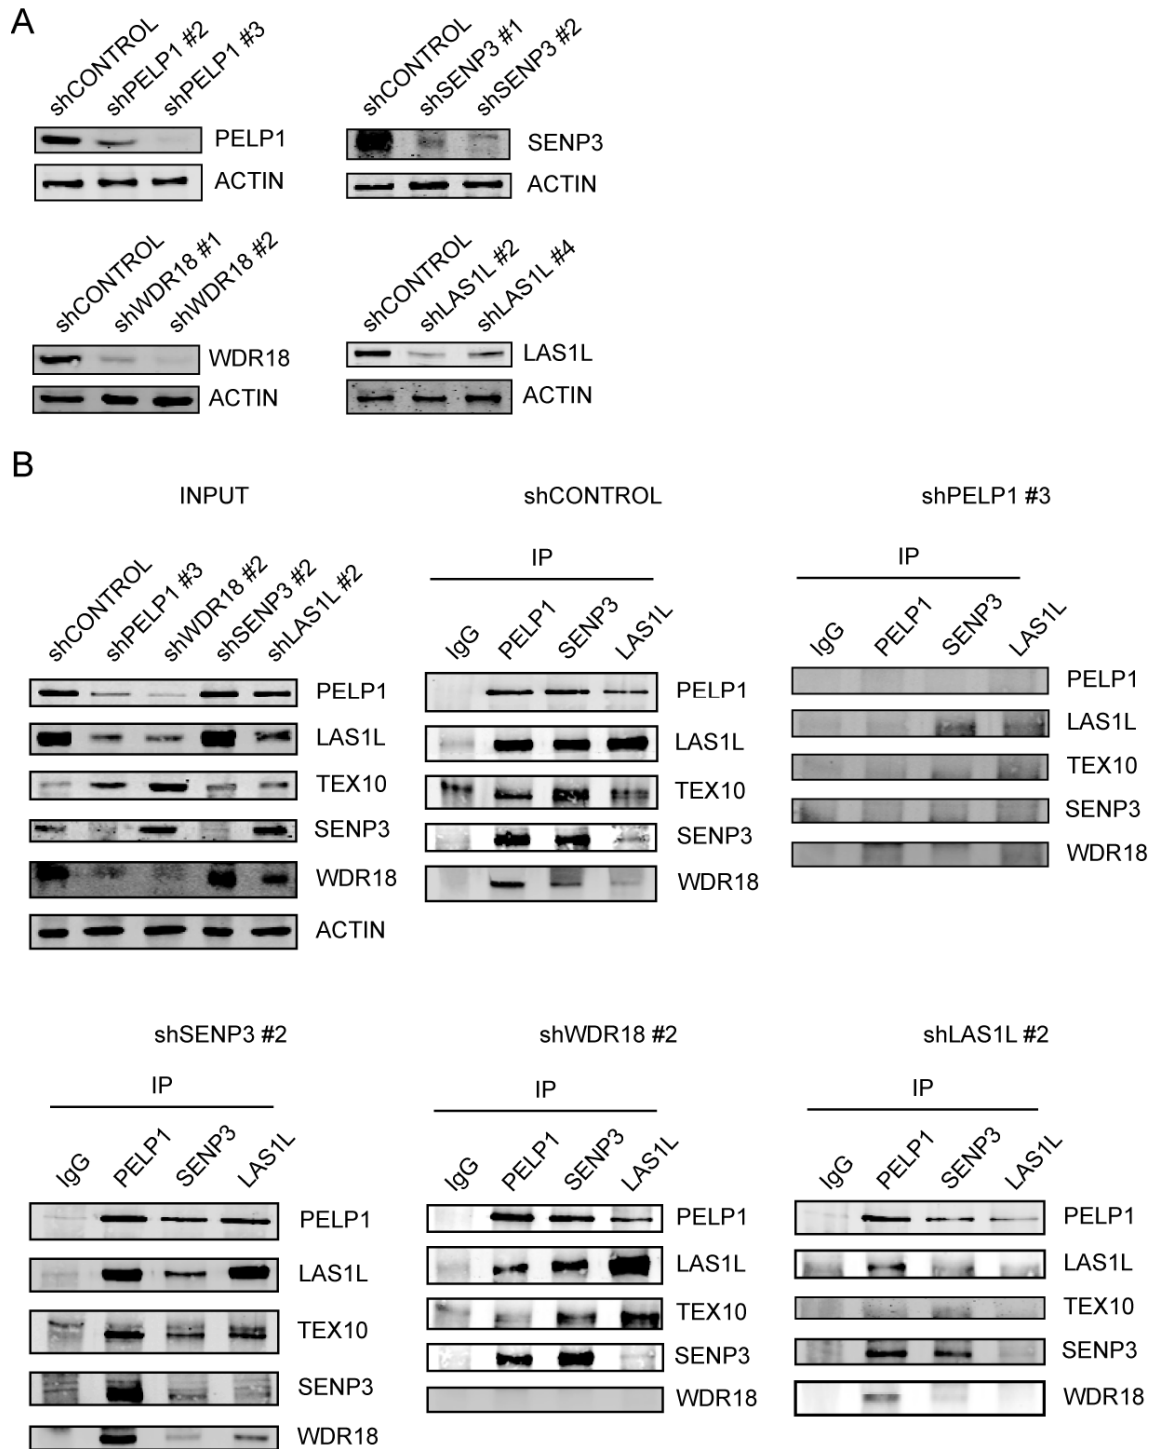 A
shCONTROL
shPELP1 #2
shPELP1 #3
PELP1
ACTIN
shCONTROL
shSENP3 #1
shSENP3 #2
SENP3
ACTIN
shCONTROL
shWDR18 #1
shWDR18 #2
WDR18
ACTIN
shCONTROL
shLAS1L #2
shLAS1L #4
LAS1L
ACTIN
B
INPUT
shCONTROL
shPELP1 #3
shWDR18 #2
shSENP3 #2
shLAS1L #2
PELP1
LAS1L
TEX10
SENP3
WDR18
ACTIN
shCONTROL
IP
IgG
PELP1
SENP3
LAS1L
PELP1
LAS1L
TEX10
SENP3
WDR18
shPELP1 #3
IP
IgG
PELP1
SENP3
LAS1L
PELP1
LAS1L
TEX10
SENP3
WDR18
shSENP3 #2
IP
IgG
PELP1
SENP3
LAS1L
PELP1
LAS1L
TEX10
SENP3
WDR18
shWDR18 #2
IP
IgG
PELP1
SENP3
LAS1L
PELP1
LAS1L
TEX10
SENP3
WDR18
shLAS1L #2
IP
IgG
PELP1
SENP3
LAS1L
PELP1
LAS1L
TEX10
SENP3
WDR18